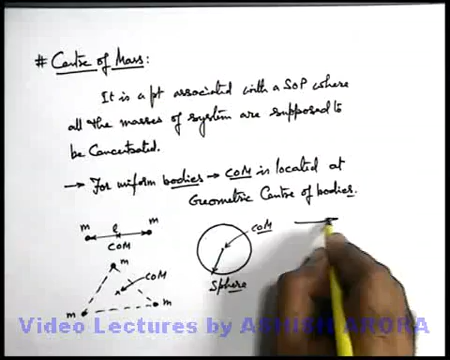 # Centre of Mass:
It is a pt associated with a SOP where
all the masses of system are supposed to
be Concentrated.
→ For uniform bodies → COM is located at
Geometric Centre of bodies.
m
l
m
COM
COM
m
COM
m
m
Sphere
Video Lectures by ASHISH ARORA